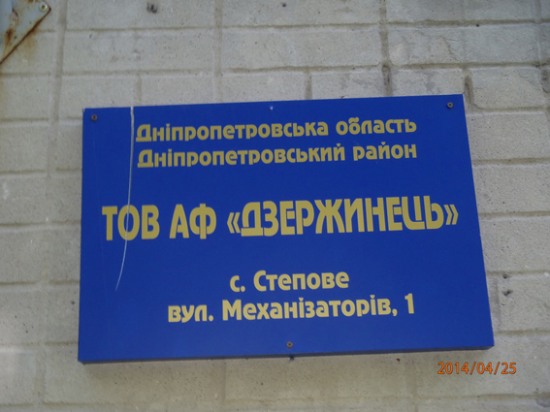 Дніпропетровська область
Дніпропетровський район
ТОВ АФ «ДЗЕРЖИНЕЦЬ»
с. Степове
вул. Механізаторів, 1
2014/04/25